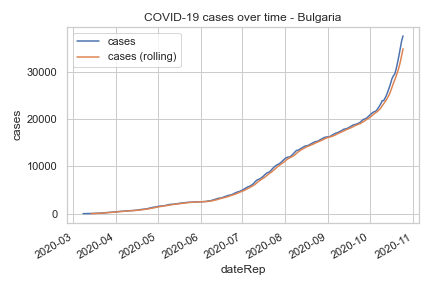 COVID-19 cases over time - Bulgaria
cases
cases (rolling)
cases
30000
20000
10000
0
2020-03
2020-04
2020-05
2020-06
2020-07
2020-08
2020-09
2020-10
2020-11
dateRep